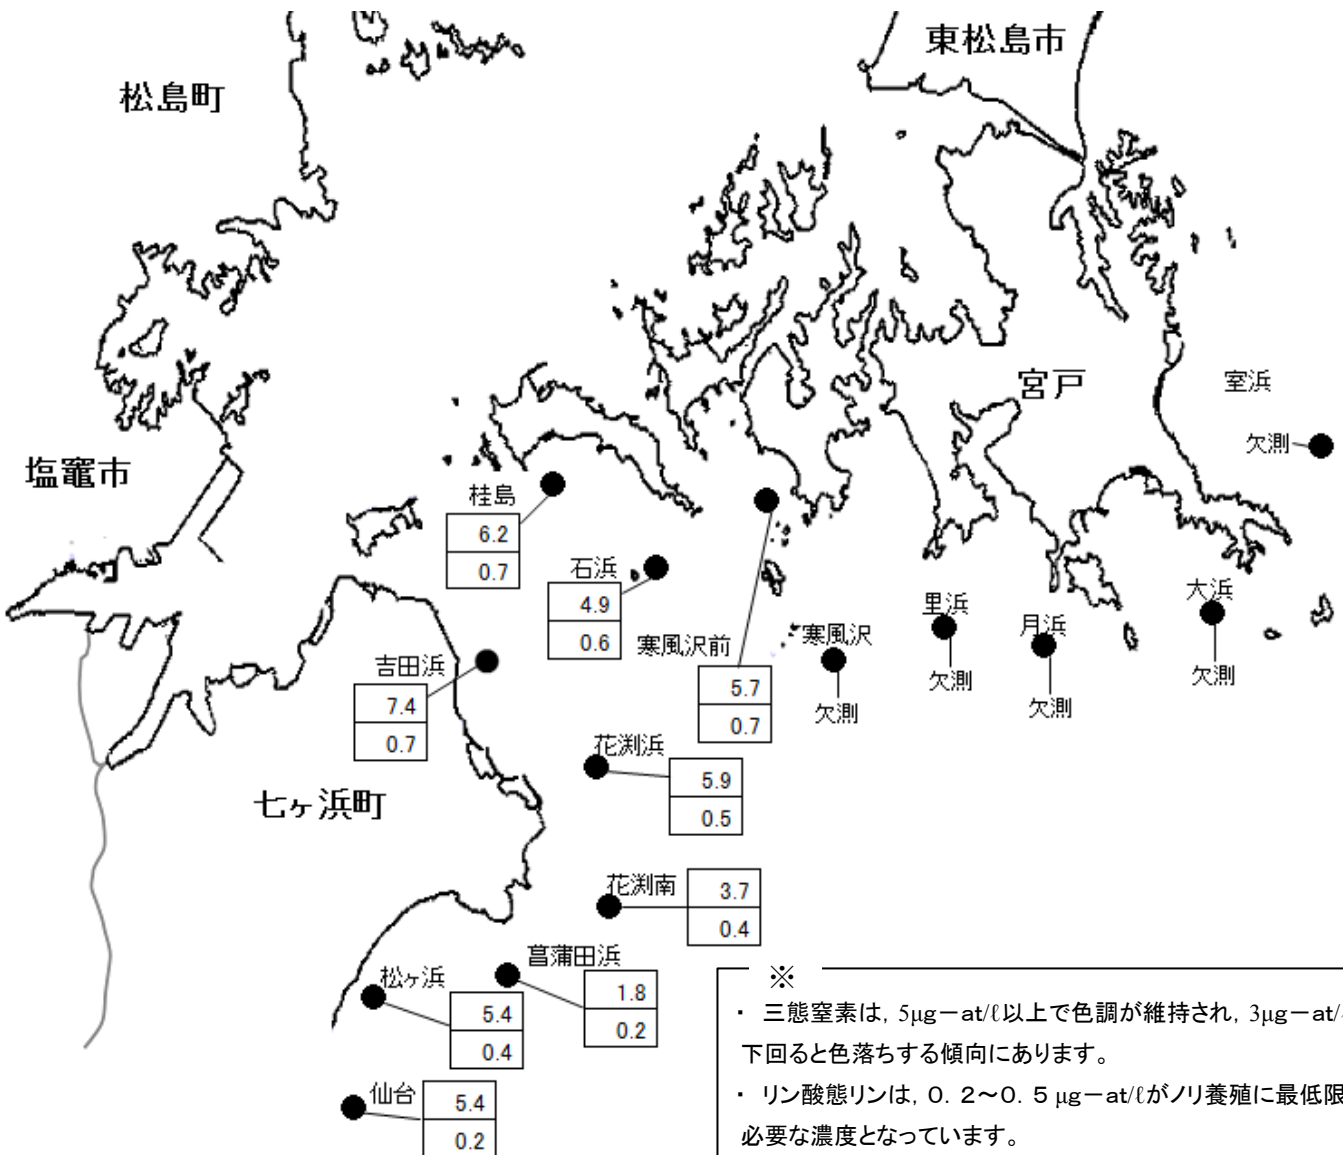 東松島市
松島町
宮戸
室浜
欠測
塩竈市
桂島
6.2
0.7
石浜
4.9
0.6
寒風沢前
5.7
0.7
寒風沢
欠測
里浜
欠測
月浜
欠測
大浜
欠測
吉田浜
7.4
0.7
花渕浜
5.9
0.5
七ヶ浜町
花渕南
3.7
0.4
菖蒲田浜
1.8
0.2
松ヶ浜
5.4
0.4
仙台
5.4
0.2
※
・ 三態窒素は, 5μg－at/ℓ以上で色調が維持され, 3μg－at/
下回ると色落ちする傾向にあります。
・ リン酸態リンは, ０. ２～０. ５ μg－at/ℓがノリ養殖に最低限
必要な濃度となっています。